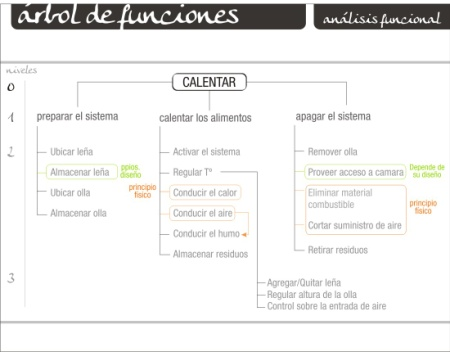 árbol de funciones
análisis funcional
niveles
0
CALENTAR
1
preparar el sistema
calentar los alimentos
apagar el sistema
2
Ubicar leña
Almacenar leña
ppios.
diseño
Ubicar olla
Almacenar olla
Activar el sistema
Regular Tº
principio
físico
Conducir el calor
Conducir el aire
Conducir el humo
Almacenar residuos
Remover olla
Proveer acceso a camara
Depende de
su diseño
Eliminar material
combustible
principio
físico
Cortar suministro de aire
Retirar residuos
3
Agregar/Quitar leña
Regular altura de la olla
Control sobre la entrada de aire